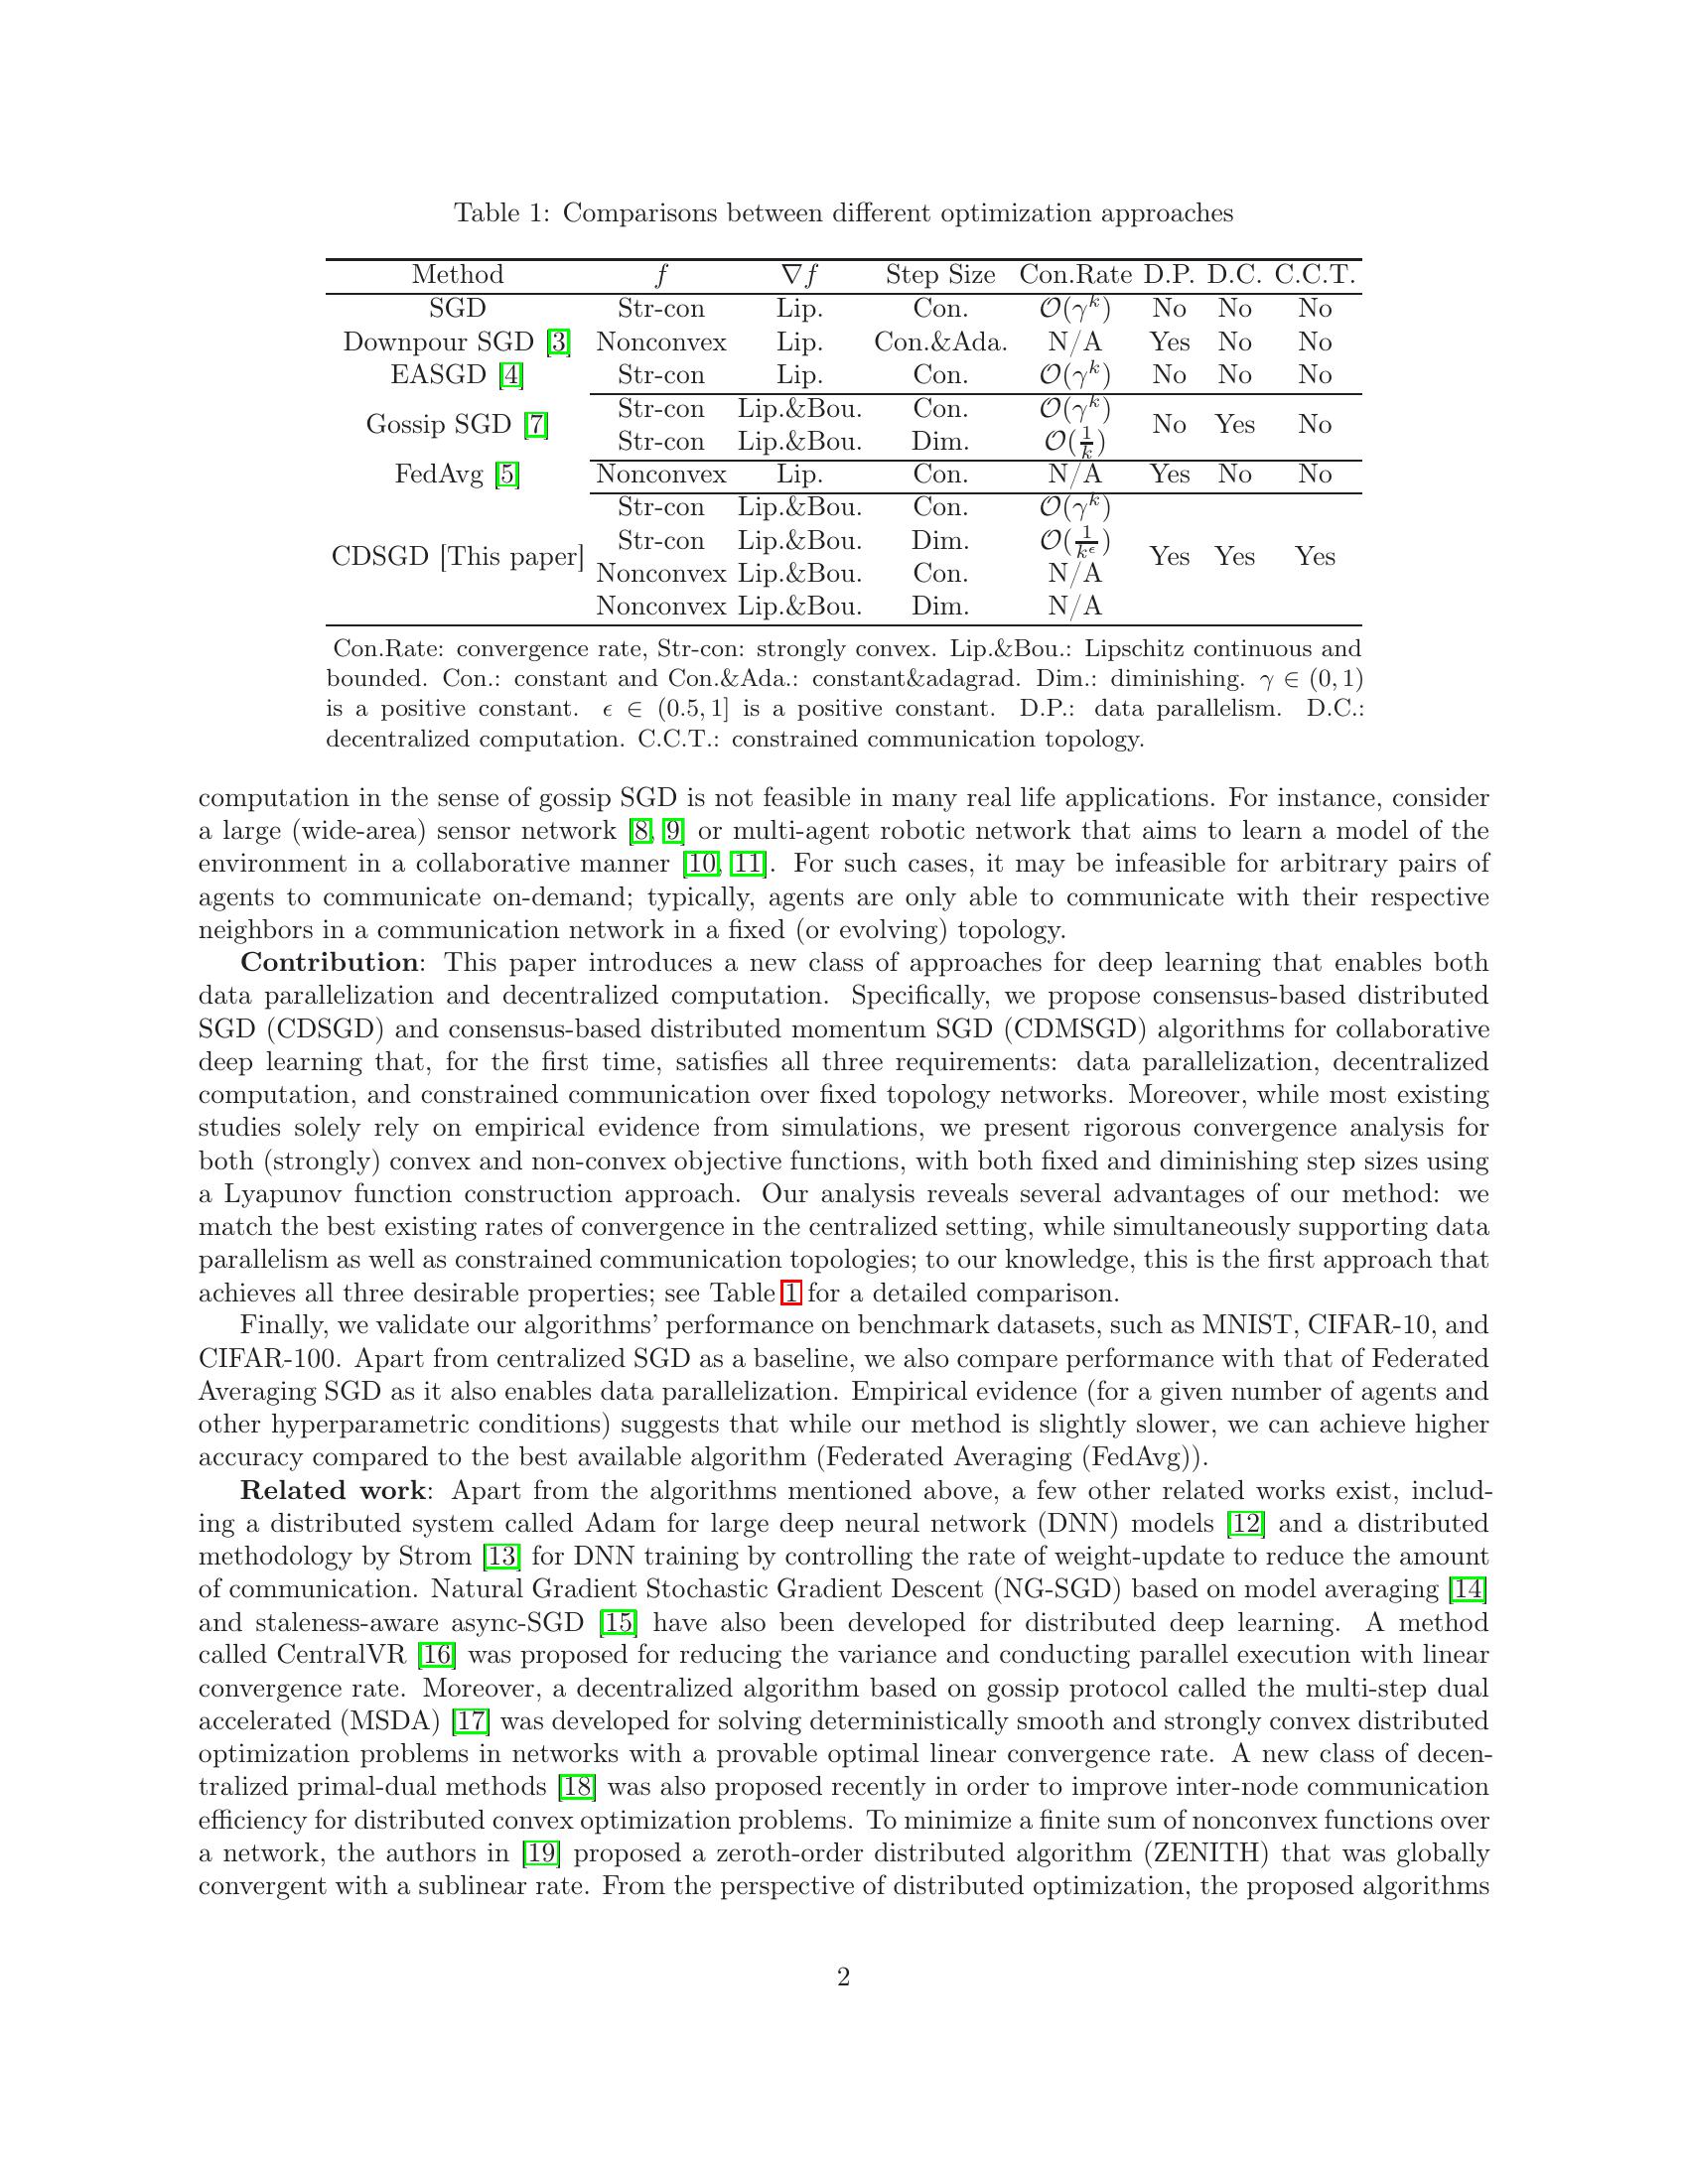 Table 1: Comparisons between different optimization approaches
Method f ∇f Step Size Con.Rate D.P. D.C. C.C.T.
SGD Str-con Lip. Con. O(γ^k) No No No
Downpour SGD [3] Nonconvex Lip. Con.&Ada. N/A Yes No No
EASGD [4] Str-con Lip. Con. O(γ^k) No No No
Gossip SGD [7] Str-con Lip.&Bou. Con. O(γ^k) No Yes No
Str-con Lip.&Bou. Dim. O(1/k)
FedAvg [5] Nonconvex Lip. Con. N/A Yes No No
CDSGD [This paper] Str-con Lip.&Bou. Con. O(γ^k) Yes Yes Yes
Str-con Lip.&Bou. Dim. O(1/k^ϵ)
Nonconvex Lip.&Bou. Con. N/A
Nonconvex Lip.&Bou. Dim. N/A
Con.Rate: convergence rate, Str-con: strongly convex. Lip.&Bou.: Lipschitz continuous and
bounded. Con.: constant and Con.&Ada.: constant&adagrad. Dim.: diminishing. γ ∈ (0, 1)
is a positive constant. ϵ ∈ (0.5, 1] is a positive constant. D.P.: data parallelism. D.C.:
decentralized computation. C.C.T.: constrained communication topology.
computation in the sense of gossip SGD is not feasible in many real life applications. For instance, consider
a large (wide-area) sensor network [8, 9] or multi-agent robotic network that aims to learn a model of the
environment in a collaborative manner [10, 11]. For such cases, it may be infeasible for arbitrary pairs of
agents to communicate on-demand; typically, agents are only able to communicate with their respective
neighbors in a communication network in a fixed (or evolving) topology.
Contribution: This paper introduces a new class of approaches for deep learning that enables both
data parallelization and decentralized computation. Specifically, we propose consensus-based distributed
SGD (CDSGD) and consensus-based distributed momentum SGD (CDMSGD) algorithms for collaborative
deep learning that, for the first time, satisfies all three requirements: data parallelization, decentralized
computation, and constrained communication over fixed topology networks. Moreover, while most existing
studies solely rely on empirical evidence from simulations, we present rigorous convergence analysis for
both (strongly) convex and non-convex objective functions, with both fixed and diminishing step sizes using
a Lyapunov function construction approach. Our analysis reveals several advantages of our method: we
match the best existing rates of convergence in the centralized setting, while simultaneously supporting data
parallelism as well as constrained communication topologies; to our knowledge, this is the first approach that
achieves all three desirable properties; see Table 1 for a detailed comparison.
Finally, we validate our algorithms' performance on benchmark datasets, such as MNIST, CIFAR-10, and
CIFAR-100. Apart from centralized SGD as a baseline, we also compare performance with that of Federated
Averaging SGD as it also enables data parallelization. Empirical evidence (for a given number of agents and
other hyperparametric conditions) suggests that while our method is slightly slower, we can achieve higher
accuracy compared to the best available algorithm (Federated Averaging (FedAvg)).
Related work: Apart from the algorithms mentioned above, a few other related works exist, includ-
ing a distributed system called Adam for large deep neural network (DNN) models [12] and a distributed
methodology by Strom [13] for DNN training by controlling the rate of weight-update to reduce the amount
of communication. Natural Gradient Stochastic Gradient Descent (NG-SGD) based on model averaging [14]
and staleness-aware async-SGD [15] have also been developed for distributed deep learning. A method
called CentralVR [16] was proposed for reducing the variance and conducting parallel execution with linear
convergence rate. Moreover, a decentralized algorithm based on gossip protocol called the multi-step dual
accelerated (MSDA) [17] was developed for solving deterministically smooth and strongly convex distributed
optimization problems in networks with a provable optimal linear convergence rate. A new class of decen-
tralized primal-dual methods [18] was also proposed recently in order to improve inter-node communication
efficiency for distributed convex optimization problems. To minimize a finite sum of nonconvex functions over
a network, the authors in [19] proposed a zeroth-order distributed algorithm (ZENITH) that was globally
convergent with a sublinear rate. From the perspective of distributed optimization, the proposed algorithms
2